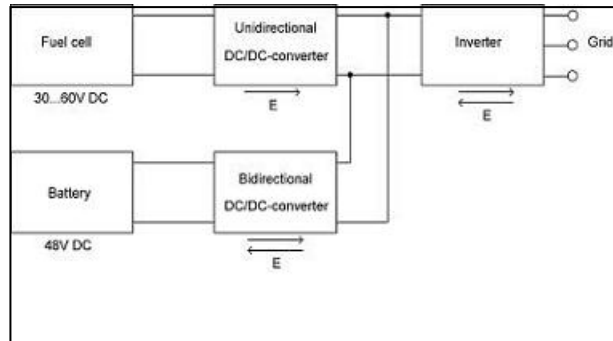 Fuel cell
30...60V DC
Unidirectional
DC/DC-converter
E
Inverter
E
Grid
Battery
48V DC
Bidirectional
DC/DC-converter
E